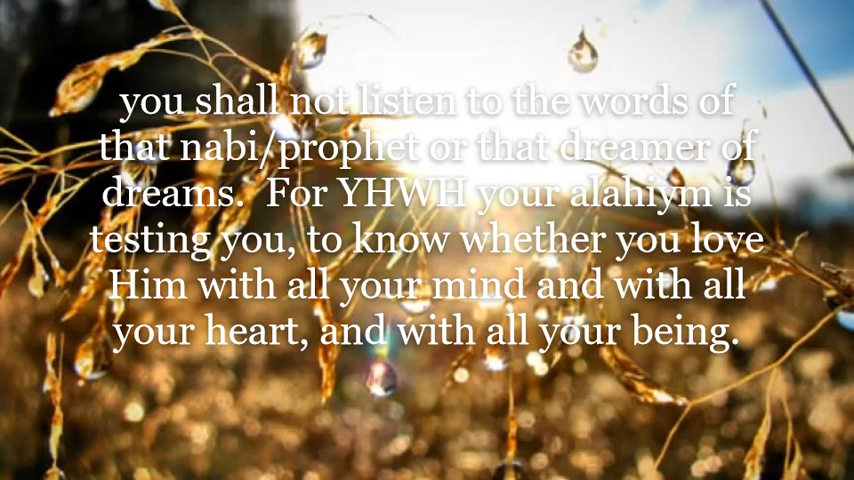 you shall not listen to the words of
that nabi/prophet or that dreamer of
dreams.  For YHWH your alahiym is
testing you, to know whether you love
Him with all your mind and with all
your heart, and with all your being.